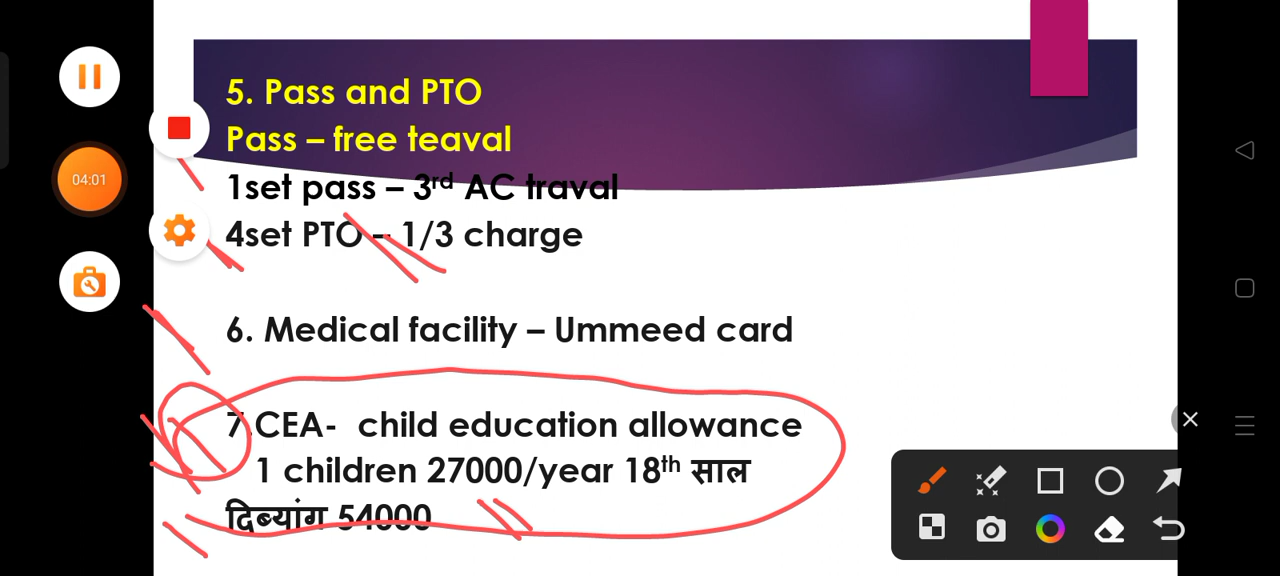 5. Pass and PTO
Pass – free teaval
1set pass – 3rd AC traval
4set PTO – 1/3 charge
6. Medical facility – Ummeed card
7.CEA- child education allowance
1 children 27000/year 18th साल
दिब्यांग 54000
04:01